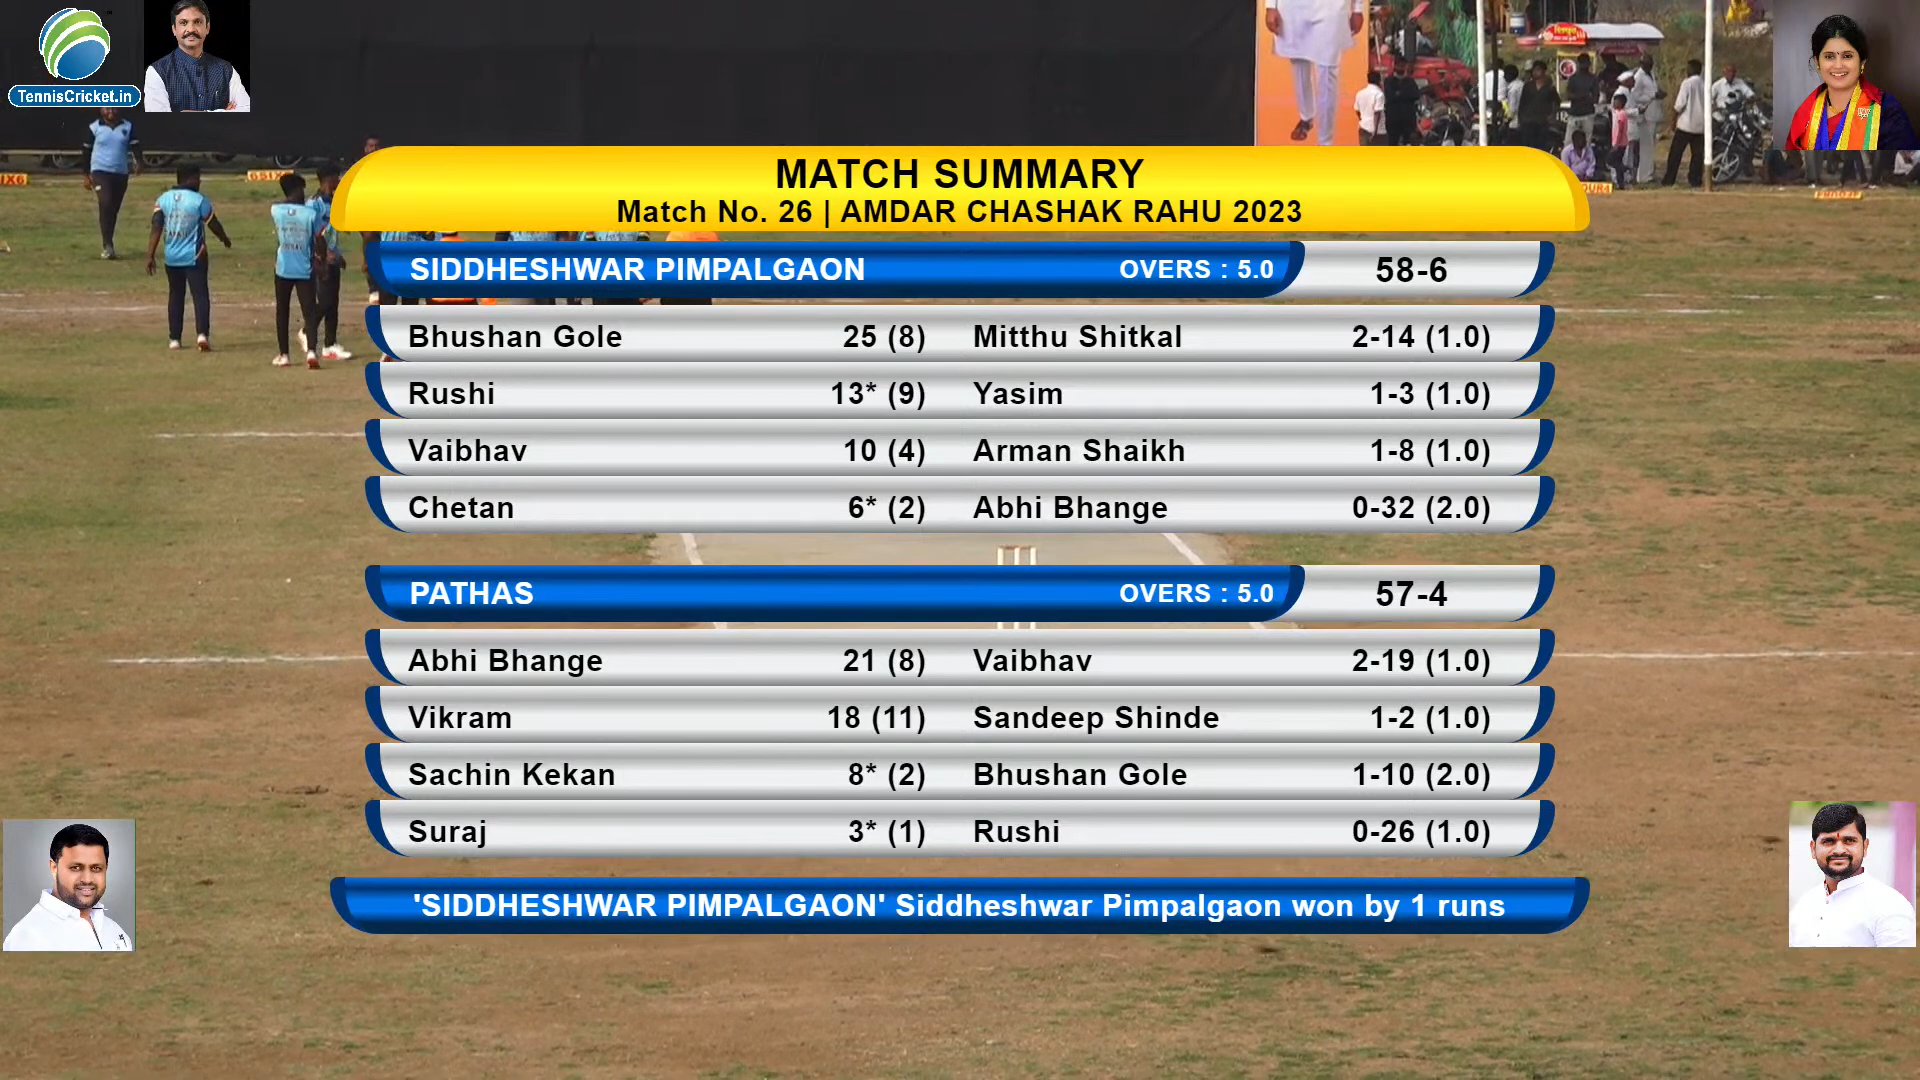 TennisCricket.in
MATCH SUMMARY
Match No. 26 | AMDAR CHASHAK RAHU 2023
SIDDHESHWAR PIMPALGAON OVERS : 5.0 58-6
Bhushan Gole 25 (8) Mitthu Shitkal 2-14 (1.0)
Rushi 13* (9) Yasim 1-3 (1.0)
Vaibhav 10 (4) Arman Shaikh 1-8 (1.0)
Chetan 6* (2) Abhi Bhange 0-32 (2.0)
PATHAS OVERS : 5.0 57-4
Abhi Bhange 21 (8) Vaibhav 2-19 (1.0)
Vikram 18 (11) Sandeep Shinde 1-2 (1.0)
Sachin Kekan 8* (2) Bhushan Gole 1-10 (2.0)
Suraj 3* (1) Rushi 0-26 (1.0)
'SIDDHESHWAR PIMPALGAON' Siddheshwar Pimpalgaon won by 1 runs